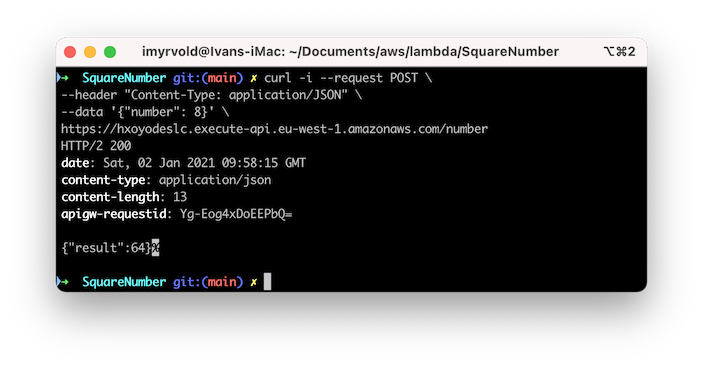 imyrvold@Ivans-iMac: ~/Documents/aws/lambda/SquareNumber ⌥⌘2
➜ SquareNumber git:(main) ✗ curl -i --request POST \
--header "Content-Type: application/JSON" \
--data '{"number": 8}' \
https://hxoyodeslc.execute-api.eu-west-1.amazonaws.com/number
HTTP/2 200
date: Sat, 02 Jan 2021 09:58:15 GMT
content-type: application/json
content-length: 13
apigw-requestid: Yg-Eog4xDoEEPbQ=
{"result":64}%
➜ SquareNumber git:(main) ✗